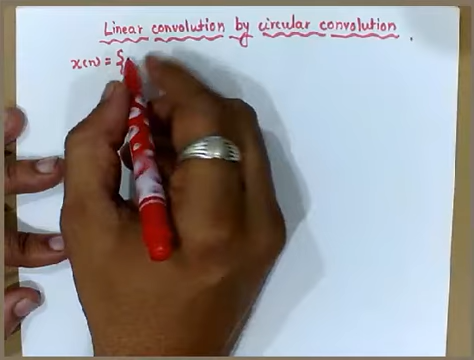 Linear convolution by circular convolution .
x(n) = {